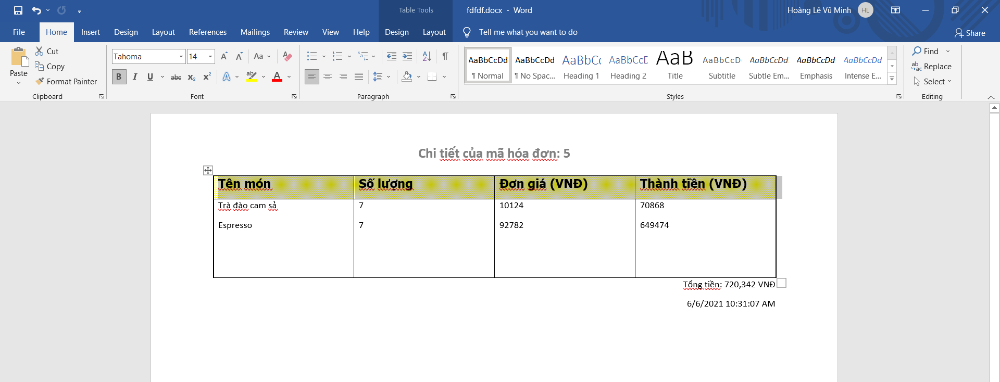 Table Tools
fdfdf.docx - Word
Hoàng Lê Vũ Minh
HL
File
Home
Insert
Design
Layout
References
Mailings
Review
View
Help
Design
Layout
Tell me what you want to do
Share
Paste
Cut
Copy
Format Painter
Clipboard
Tahoma
14
Aa
B I U abc x₂ x² A A
Font
Paragraph
AaBbCcDd
¶ Normal
AaBbCcDd
¶ No Spac...
AaBbCc
Heading 1
AaBbCcD
Heading 2
AaB
Title
AaBbCcD
Subtitle
AaBbCcDd
Subtle Em...
AaBbCcDd
Emphasis
AaBbCcDd
Intense E...
Styles
Find
Replace
Select
Editing
Chi tiết của mã hóa đơn: 5
Tên món Số lượng Đơn giá (VNĐ) Thành tiền (VNĐ)
Trà đào cam sả 7 10124 70868
Espresso 7 92782 649474
Tổng tiền: 720,342 VNĐ
6/6/2021 10:31:07 AM